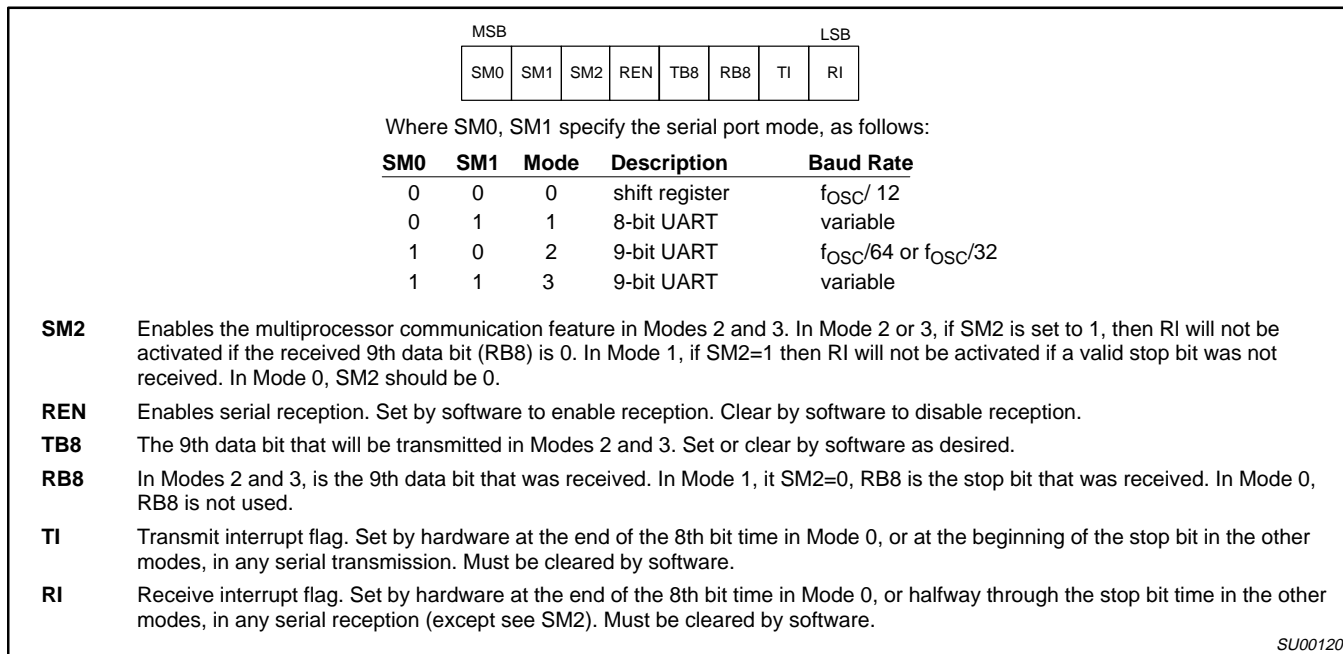 MSB LSB
SM0 SM1 SM2 REN TB8 RB8 TI RI
Where SM0, SM1 specify the serial port mode, as follows:
SM0 SM1 Mode Description Baud Rate
0 0 0 shift register fOSC/ 12
0 1 1 8-bit UART variable
1 0 2 9-bit UART fOSC/64 or fOSC/32
1 1 3 9-bit UART variable
SM2 Enables the multiprocessor communication feature in Modes 2 and 3. In Mode 2 or 3, if SM2 is set to 1, then RI will not be
activated if the received 9th data bit (RB8) is 0. In Mode 1, if SM2=1 then RI will not be activated if a valid stop bit was not
received. In Mode 0, SM2 should be 0.
REN Enables serial reception. Set by software to enable reception. Clear by software to disable reception.
TB8 The 9th data bit that will be transmitted in Modes 2 and 3. Set or clear by software as desired.
RB8 In Modes 2 and 3, is the 9th data bit that was received. In Mode 1, it SM2=0, RB8 is the stop bit that was received. In Mode 0,
RB8 is not used.
TI Transmit interrupt flag. Set by hardware at the end of the 8th bit time in Mode 0, or at the beginning of the stop bit in the other
modes, in any serial transmission. Must be cleared by software.
RI Receive interrupt flag. Set by hardware at the end of the 8th bit time in Mode 0, or halfway through the stop bit time in the other
modes, in any serial reception (except see SM2). Must be cleared by software.
SU00120